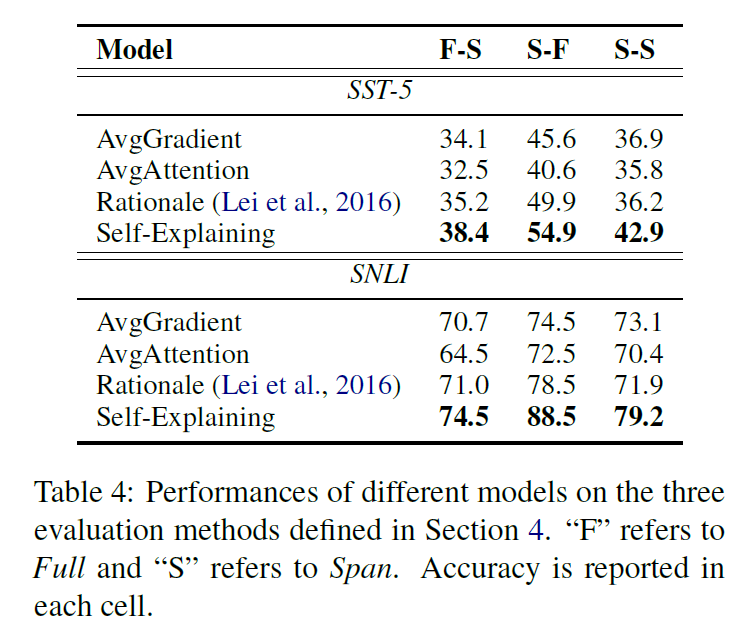 Model F-S S-F S-S
SST-5
AvgGradient 34.1 45.6 36.9
AvgAttention 32.5 40.6 35.8
Rationale (Lei et al., 2016) 35.2 49.9 36.2
Self-Explaining 38.4 54.9 42.9
SNLI
AvgGradient 70.7 74.5 73.1
AvgAttention 64.5 72.5 70.4
Rationale (Lei et al., 2016) 71.0 78.5 71.9
Self-Explaining 74.5 88.5 79.2
Table 4: Performances of different models on the three
evaluation methods defined in Section 4. “F” refers to
Full and “S” refers to Span. Accuracy is reported in
each cell.